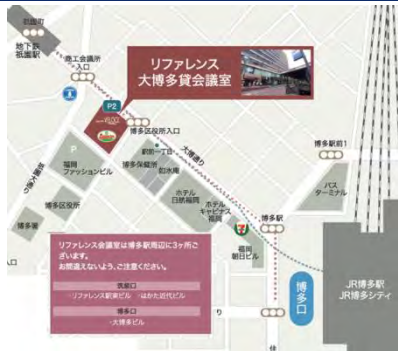 祇園町
地下鉄
祇園駅
商工会議所
入口
リファレンス
大博多貸会議室
P2
博多区役所入口
大博通り
博多駅前1
P
福岡
ファッションビル
駅前一丁目
博多保健所
如水庵
ホテル
日航福岡
ホテル
キャビナス
福岡
バス
ターミナル
博多区役所
博多駅
福岡
朝日ビル
博多口
JR博多駅
JR博多シティ
入口
リファレンス会議室は博多駅周辺に3ヶ所ご
ざいます。
お間違えないよう、ご注意ください。
筑紫口
・リファレンス駅東ビル ・はかた近代ビル
博多口
・大博多ビル
り
住